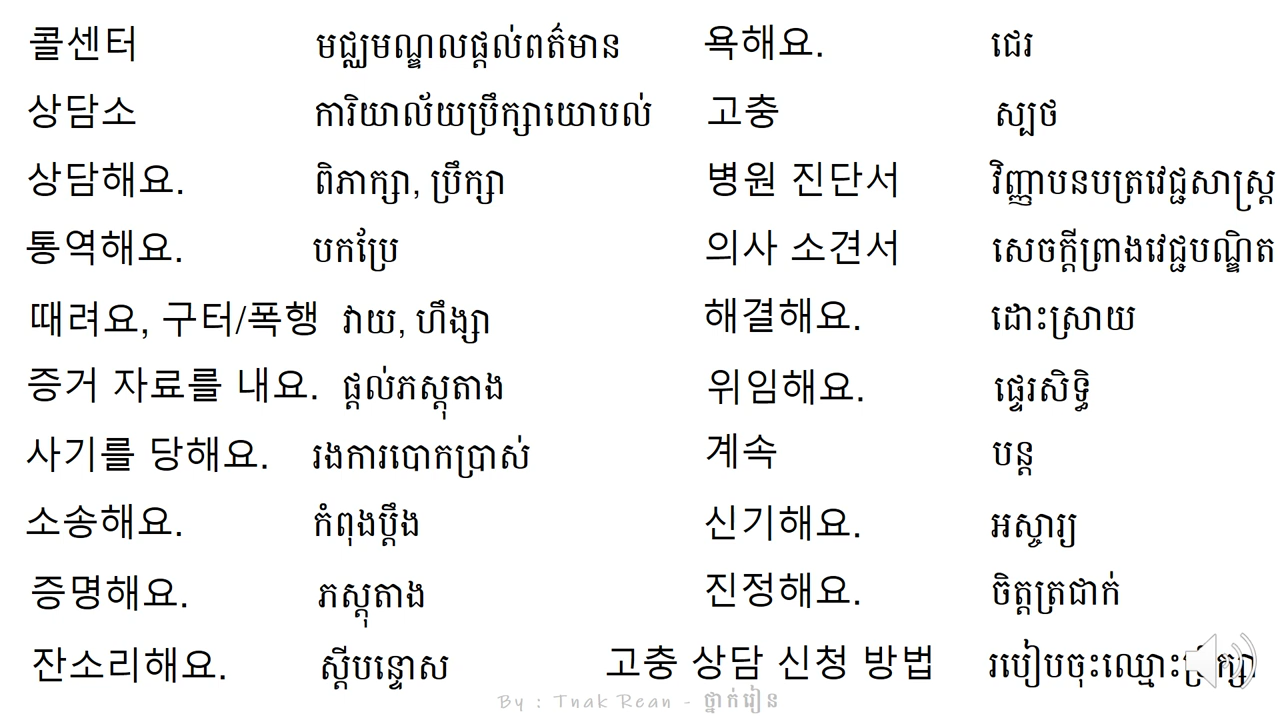 콜센터 មជ្ឈមណ្ឌលផ្ដល់ពត៌មាន
상담소 ការិយាល័យប្រឹក្សាយោបល់
상담해요. ពិភាក្សា, ប្រឹក្សា
통역해요. បកប្រែ
때려요, 구터/폭행 វាយ, ហឹង្សា
증거 자료를 내요. ផ្ដល់ភស្តុតាង
사기를 당해요. រងការបោកប្រាស់
소송해요. កំពុងប្ដឹង
증명해요. ភស្តុតាង
잔소리해요. ស្ដីបន្ទោស
욕해요. ជេរ
고충 ស្បថ
병원 진단서 វិញ្ញាបនបត្រវេជ្ជសាស្ត្រ
의사 소견서 សេចក្ដីព្រាងវេជ្ជបណ្ឌិត
해결해요. ដោះស្រាយ
위임해요. ផ្ទេរសិទ្ធិ
계속 បន្ត
신기해요. អស្ចារ្យ
진정해요. ចិត្តត្រជាក់
고충 상담 신청 방법 របៀបចុះឈ្មោះប្រឹក្សា
By : Tnak Rean - ថ្នាក់រៀន